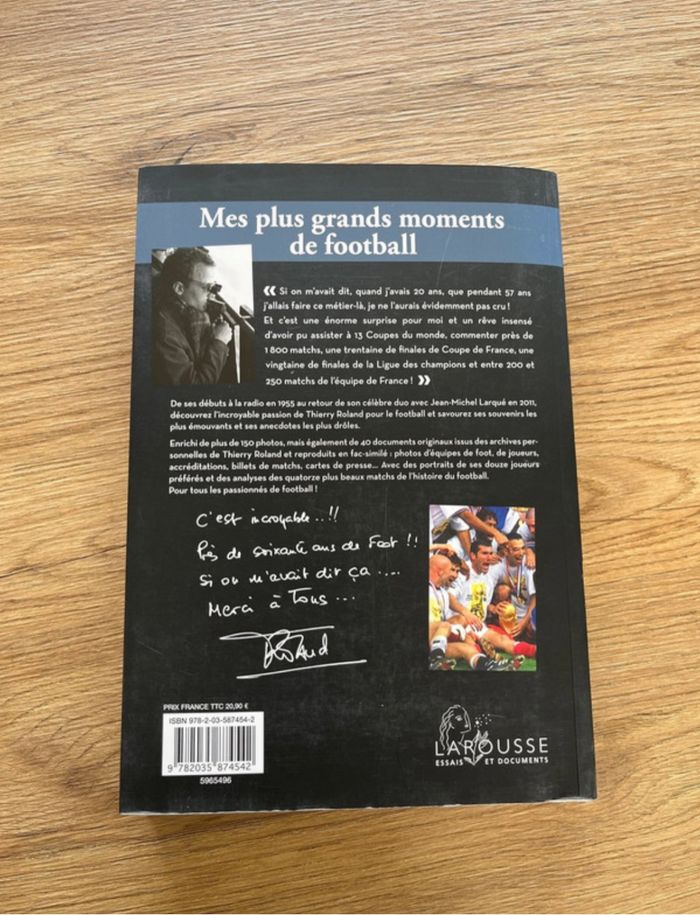 Mes plus grands moments
de football
« Si on m'avait dit, quand j'avais 20 ans, que pendant 57 ans
j'allais faire ce métier-là, je ne l'aurais évidemment pas cru !
Et c'est une énorme surprise pour moi et un rêve insensé
d'avoir pu assister à 13 Coupes du monde, commenter près de
1 800 matchs, une trentaine de finales de Coupe de France, une
vingtaine de finales de la Ligue des champions et entre 200 et
250 matchs de l'équipe de France ! »
De ses débuts à la radio en 1955 au retour de son célèbre duo avec Jean-Michel Larqué en 2011,
découvrez l'incroyable passion de Thierry Roland pour le football et savourez ses souvenirs les
plus émouvants et ses anecdotes les plus drôles.
Enrichi de plus de 150 photos, mais également de 40 documents originaux issus des archives per-
sonnelles de Thierry Roland et reproduits en fac-similé : photos d'équipes de foot, de joueurs,
accréditations, billets de matchs, cartes de presse... Avec des portraits de ses douze joueurs
préférés et des analyses des quatorze plus beaux matchs de l'histoire du football.
Pour tous les passionnés de football !
C'est incroyable..!!
Près de soixante ans de Foot !!
Si on m'avait dit ça ....
Merci à Tous ...
PRIX FRANCE TTC 20,90 €
ISBN 978-2-03-587454-2
9 782035 874542
5965496
LAROUSSE
ESSAIS ET DOCUMENTS